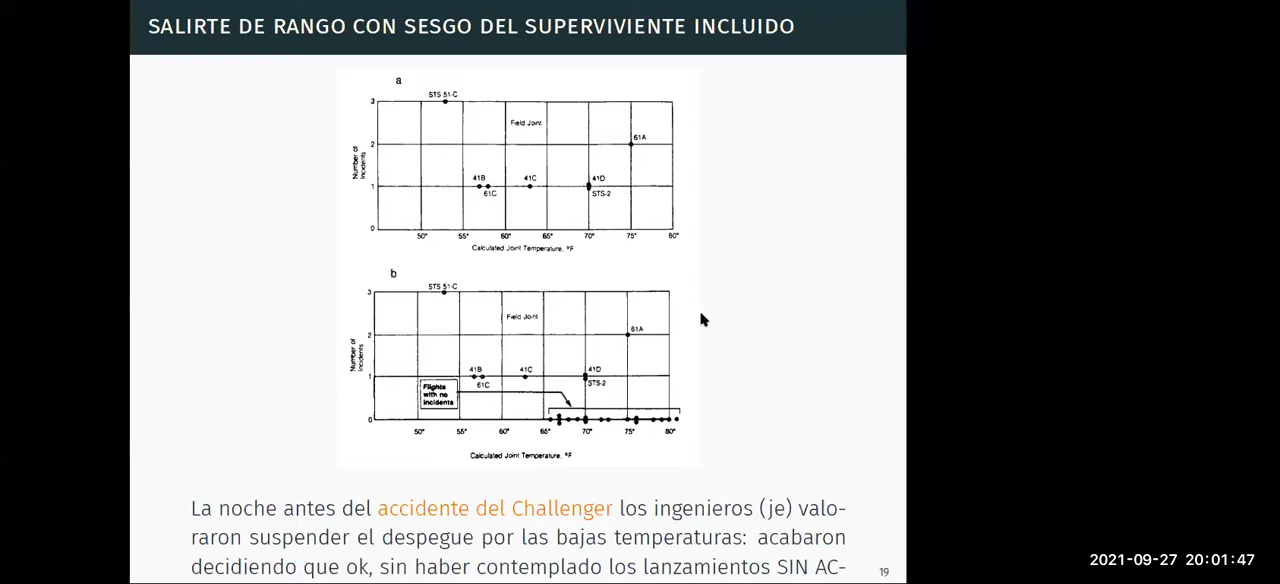 SALIRTE DE RANGO CON SESGO DEL SUPERVIVIENTE INCLUIDO
a
STS 51-C
3
Field Joint
61A
2
Number of
Incidents
41B
41C
41D
1
61C
STS-2
0
50° 55° 60° 65° 70° 75° 80°
Calculated Joint Temperature, °F
b
STS 51-C
3
Field Joint
61A
2
Number of
Incidents
41B
41C
41D
1
61C
STS-2
Flights
with no
incidents
0
50° 55° 60° 65° 70° 75° 80°
Calculated Joint Temperature, °F
La noche antes del accidente del Challenger los ingenieros (je) valo-
raron suspender el despegue por las bajas temperaturas: acabaron
decidiendo que ok, sin haber contemplado los lanzamientos SIN AC-
19
2021-09-27 20:01:47